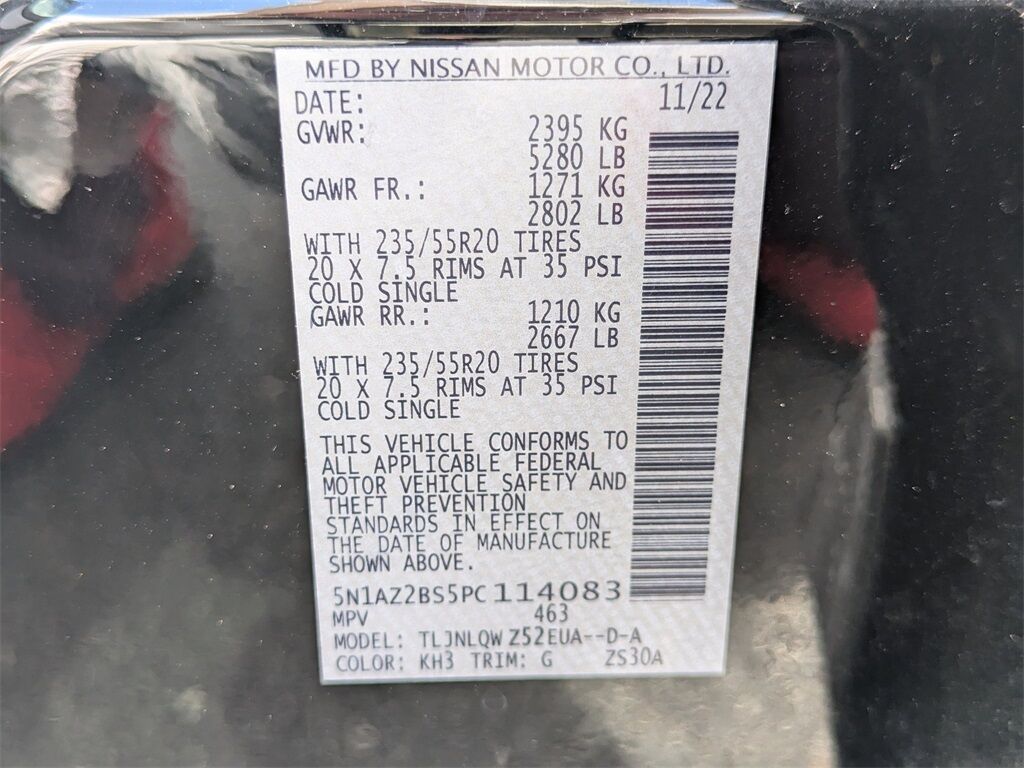 MFD BY NISSAN MOTOR CO., LTD.
DATE: 11/22
GVWR: 2395 KG
5280 LB
GAWR FR.: 1271 KG
2802 LB
WITH 235/55R20 TIRES
20 X 7.5 RIMS AT 35 PSI
COLD SINGLE
GAWR RR.: 1210 KG
2667 LB
WITH 235/55R20 TIRES
20 X 7.5 RIMS AT 35 PSI
COLD SINGLE
THIS VEHICLE CONFORMS TO
ALL APPLICABLE FEDERAL
MOTOR VEHICLE SAFETY AND
THEFT PREVENTION
STANDARDS IN EFFECT ON
THE DATE OF MANUFACTURE
SHOWN ABOVE.
5N1AZ2BS5PC114083
MPV 463
MODEL: TLJNLQW Z52EUA--D-A
COLOR: KH3 TRIM: G ZS30A